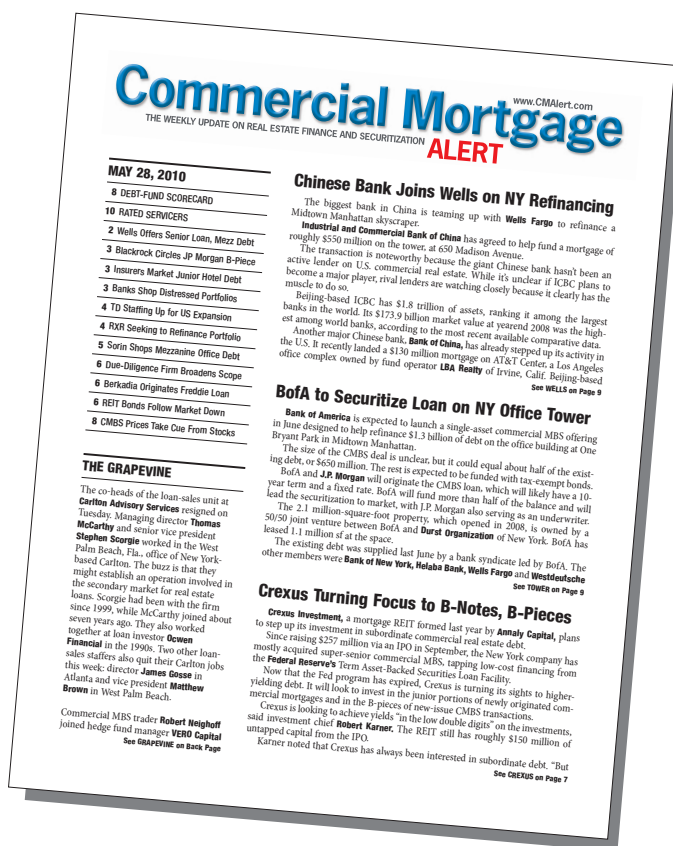 www.CMAlert.com
Commercial Mortgage
THE WEEKLY UPDATE ON REAL ESTATE FINANCE AND SECURITIZATION
ALERT
MAY 28, 2010
8 DEBT-FUND SCORECARD
10 RATED SERVICERS
2 Wells Offers Senior Loan, Mezz Debt
3 Blackrock Circles JP Morgan B-Piece
3 Insurers Market Junior Hotel Debt
3 Banks Shop Distressed Portfolios
4 TD Staffing Up for US Expansion
4 RXR Seeking to Refinance Portfolio
5 Sorin Shops Mezzanine Office Debt
6 Due-Diligence Firm Broadens Scope
6 Berkadia Originates Freddie Loan
6 REIT Bonds Follow Market Down
8 CMBS Prices Take Cue From Stocks
THE GRAPEVINE
The co-heads of the loan-sales unit at
Carlton Advisory Services resigned on
Tuesday. Managing director Thomas
McCarthy and senior vice president
Stephen Scorgie worked in the West
Palm Beach, Fla., office of New York-
based Carlton. The buzz is that they
might establish an operation involved in
the secondary market for real estate
loans. Scorgie had been with the firm
since 1999, while McCarthy joined about
seven years ago. They also worked
together at loan investor Ocwen
Financial in the 1990s. Two other loan-
sales staffers also quit their Carlton jobs
this week: director James Gosse in
Atlanta and vice president Matthew
Brown in West Palm Beach.
Commercial MBS trader Robert Neighoff
joined hedge fund manager VERO Capital
See GRAPEVINE on Back Page
Chinese Bank Joins Wells on NY Refinancing
The biggest bank in China is teaming up with Wells Fargo to refinance a
Midtown Manhattan skyscraper.
Industrial and Commercial Bank of China has agreed to help fund a mortgage of
roughly $550 million on the tower, at 650 Madison Avenue.
The transaction is noteworthy because the giant Chinese bank hasn't been an
active lender on U.S. commercial real estate. While it's unclear if ICBC plans to
become a major player, rival lenders are watching closely because it clearly has the
muscle to do so.
Beijing-based ICBC has $1.8 trillion of assets, ranking it among the largest
banks in the world. Its $173.9 billion market value at yearend 2008 was the high-
est among world banks, according to the most recent available comparative data.
Another major Chinese bank, Bank of China, has already stepped up its activity in
the U.S. It recently landed a $130 million mortgage on AT&T Center, a Los Angeles
office complex owned by fund operator LBA Realty of Irvine, Calif. Beijing-based
See WELLS on Page 9
BofA to Securitize Loan on NY Office Tower
Bank of America is expected to launch a single-asset commercial MBS offering
in June designed to help refinance $1.3 billion of debt on the office building at One
Bryant Park in Midtown Manhattan.
The size of the CMBS deal is unclear, but it could equal about half of the exist-
ing debt, or $650 million. The rest is expected to be funded with tax-exempt bonds.
BofA and J.P. Morgan will originate the CMBS loan, which will likely have a 10-
year term and a fixed rate. BofA will fund more than half of the balance and will
lead the securitization to market, with J.P. Morgan also serving as an underwriter.
The 2.1 million-square-foot property, which opened in 2008, is owned by a
50/50 joint venture between BofA and Durst Organization of New York. BofA has
leased 1.1 million sf at the space.
The existing debt was supplied last June by a bank syndicate led by BofA. The
other members were Bank of New York, Helaba Bank, Wells Fargo and Westdeutsche
See TOWER on Page 9
Crexus Turning Focus to B-Notes, B-Pieces
Crexus Investment, a mortgage REIT formed last year by Annaly Capital, plans
to step up its investment in subordinate commercial real estate debt.
Since raising $257 million via an IPO in September, the New York company has
mostly acquired super-senior commercial MBS, tapping low-cost financing from
the Federal Reserve's Term Asset-Backed Securities Loan Facility.
Now that the Fed program has expired, Crexus is turning its sights to higher-
yielding debt. It will look to invest in the junior portions of newly originated com-
mercial mortgages and in the B-pieces of new-issue CMBS transactions.
Crexus is looking to achieve yields "in the low double digits" on the investments,
said investment chief Robert Karner. The REIT still has roughly $150 million of
untapped capital from the IPO.
Karner noted that Crexus has always been interested in subordinate debt. "But
See CREXUS on Page 7